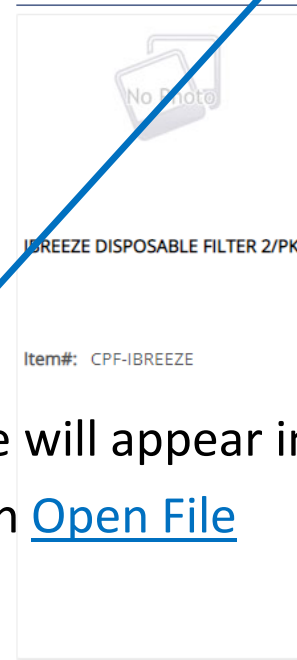 No Photo
IBREEZE DISPOSABLE FILTER 2/PK
Item#: CPF-IBREEZE
will appear in
Open File